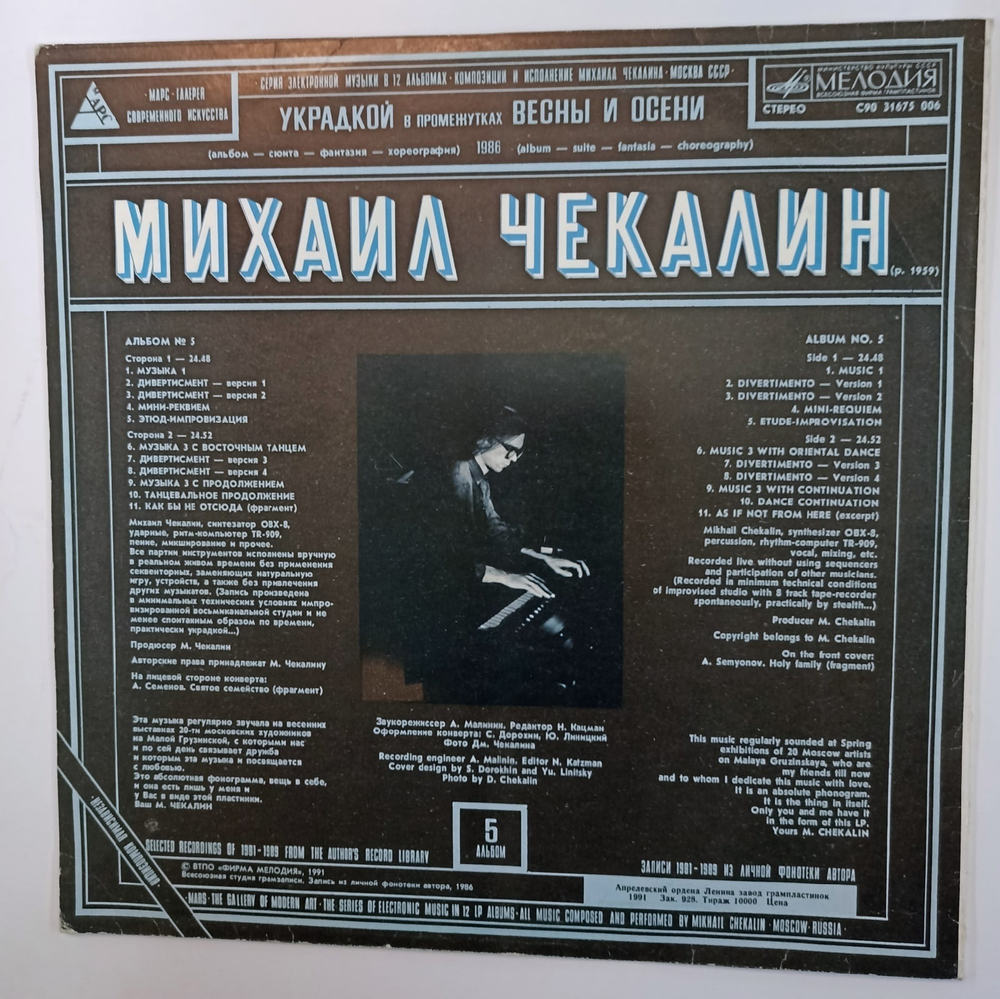 ·СЕРИЯ ЭЛЕКТРОННОЙ МУЗЫКИ В 12 АЛЬБОМАХ·КОМПОЗИЦИИ И ИСПОЛНЕНИЕ МИХАИЛА ЧЕКАЛИНА·МОСКВА СССР·
МАРС
·МАРС·ГАЛЕРЕЯ
СОВРЕМЕННОГО ИСКУССТВА
УКРАДКОЙ В ПРОМЕЖУТКАХ ВЕСНЫ И ОСЕНИ
МИНИСТЕРСТВО КУЛЬТУРЫ СССР
МЕЛОДИЯ
ВСЕСОЮЗНАЯ ФИРМА ГРАМПЛАСТИНОК
СТЕРЕО С90 31675 006
(альбом — сюита — фантазия — хореография) 1986 (album — suite — fantasia — choreography)
МИХАИЛ ЧЕКАЛИН
(р. 1959)
АЛЬБОМ № 5
Сторона 1 — 24.48
1. МУЗЫКА 1
2. ДИВЕРТИСМЕНТ — версия 1
3. ДИВЕРТИСМЕНТ — версия 2
4. МИНИ-РЕКВИЕМ
5. ЭТЮД-ИМПРОВИЗАЦИЯ
Сторона 2 — 24.52
6. МУЗЫКА 3 С ВОСТОЧНЫМ ТАНЦЕМ
7. ДИВЕРТИСМЕНТ — версия 3
8. ДИВЕРТИСМЕНТ — версия 4
9. МУЗЫКА 3 С ПРОДОЛЖЕНИЕМ
10. ТАНЦЕВАЛЬНОЕ ПРОДОЛЖЕНИЕ
11. КАК БЫ НЕ ОТСЮДА (фрагмент)
Михаил Чекалин, синтезатор OBX-8,
ударные, ритм-компьютер TR-909,
пение, микширование и прочее.
Все партии инструментов исполнены вручную
в реальном живом времени без применения
секвенторных, заменяющих натуральную
игру, устройств, а также без привлечения
других музыкатов. (Запись произведена
в минимальных технических условиях импро-
визированной восьмиканальной студии и не
менее спонтанным образом по времени,
практически украдкой...)
Продюсер М. Чекалин
Авторские права принадлежат М. Чекалину
На лицевой стороне конверта:
А. Семенов. Святое семейство (фрагмент)
Эта музыка регулярно звучала на весенних
выставках 20-ти московских художников
на Малой Грузинской, с которыми нас
и по сей день связывает дружба
и которым эта музыка и посвящается
с любовью.
Это абсолютная фонограмма, вещь в себе,
и она есть лишь у меня и
у Вас в виде этой пластинки.
Ваш М. ЧЕКАЛИН
ALBUM NO. 5
Side 1 — 24.48
1. MUSIC 1
2. DIVERTIMENTO — Version 1
3. DIVERTIMENTO — Version 2
4. MINI-REQUIEM
5. ETUDE-IMPROVISATION
Side 2 — 24.52
6. MUSIC 3 WITH ORIENTAL DANCE
7. DIVERTIMENTO — Version 3
8. DIVERTIMENTO — Version 4
9. MUSIC 3 WITH CONTINUATION
10. DANCE CONTINUATION
11. AS IF NOT FROM HERE (excerpt)
Mikhail Chekalin, synthesizer OBX-8,
percussion, rhythm-computer TR-909,
vocal, mixing, etc.
Recorded live without using sequencers
and participation of other musicians.
(Recorded in minimum technical conditions
of improvised studio with 8 track tape-recorder
spontaneously, practically by stealth...)
Producer M. Chekalin
Copyright belongs to M. Chekalin
On the front cover:
A. Semyonov. Holy family (fragment)
This music regularly sounded at Spring
exhibitions of 20 Moscow artists
on Malaya Gruzinskaya, who are
my friends till now
and to whom I dedicate this music with love.
It is an absolute phonogram.
It is the thing in itself.
Only you and me have it
in the form of this LP.
Yours M. CHEKALIN
Звукорежиссер А. Малинин. Редактор Н. Кацман
Оформление конверта: С. Дорохин, Ю. Линицкий
Фото Дм. Чекалина
Recording engineer A. Malinin, Editor N. Katzman
Cover design by S. Dorokhin and Yu. Linitsky
Photo by D. Chekalin
5
АЛЬБОМ
SELECTED RECORDINGS OF 1981-1989 FROM THE AUTHOR'S RECORD LIBRARY
ЗАПИСИ 1981-1989 ИЗ ЛИЧНОЙ ФОНОТЕКИ АВТОРА
·НЕЗАВИСИМАЯ КОМПОЗИЦИЯ·
© ВТПО «ФИРМА МЕЛОДИЯ», 1991
Всесоюзная студия грамзаписи. Запись из личной фонотеки автора, 1986
Апрелевский ордена Ленина завод грампластинок
1991 Зак. 928. Тираж 10000 Цена
·MARS·THE GALLERY OF MODERN ART·THE SERIES OF ELECTRONIC MUSIC IN 12 LP ALBUMS·ALL MUSIC COMPOSED AND PERFORMED BY MIKHAIL CHEKALIN·MOSCOW·RUSSIA·